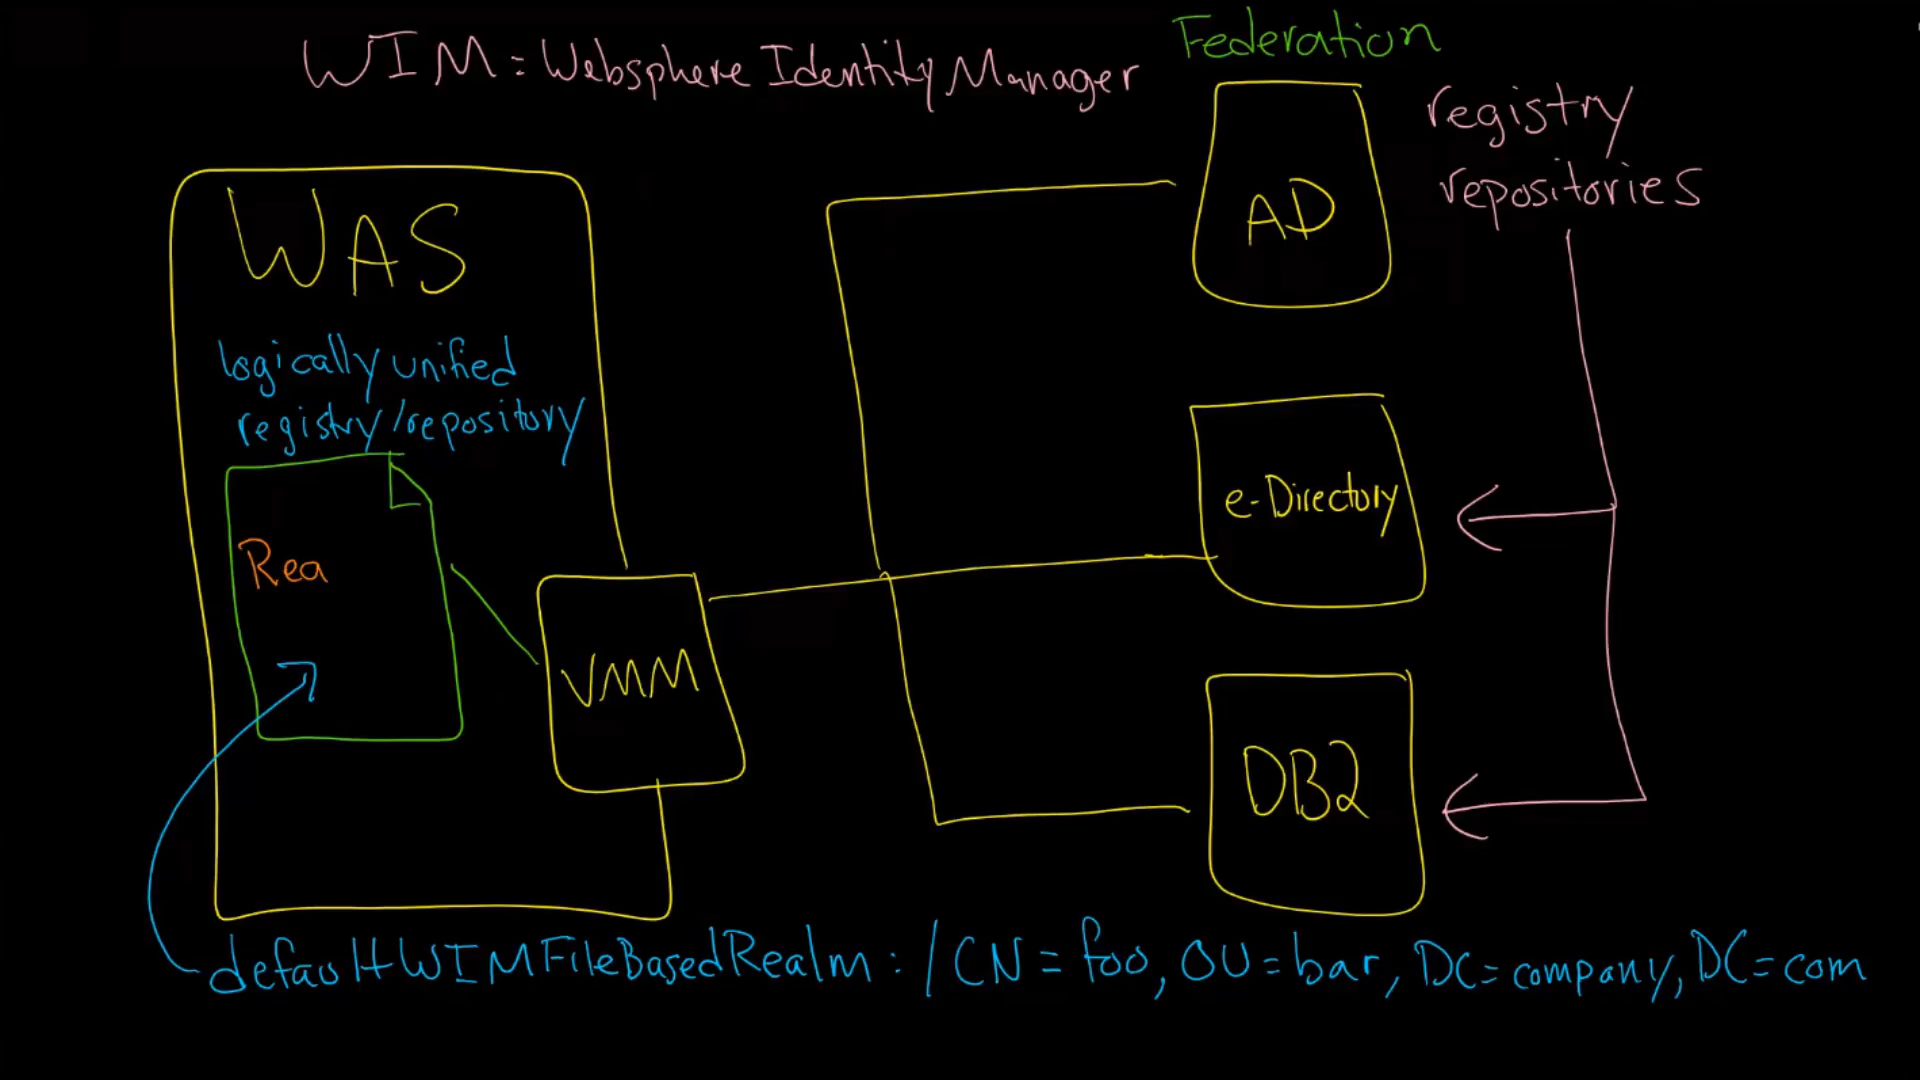 Federation
WIM = Websphere Identity Manager
registry
repositories
WAS
AD
logically unified
registry/repository
e-Directory
Rea
VMM
DB2
defaultWIMFileBasedRealm:/CN=foo,OU=bar,DC=company,DC=com